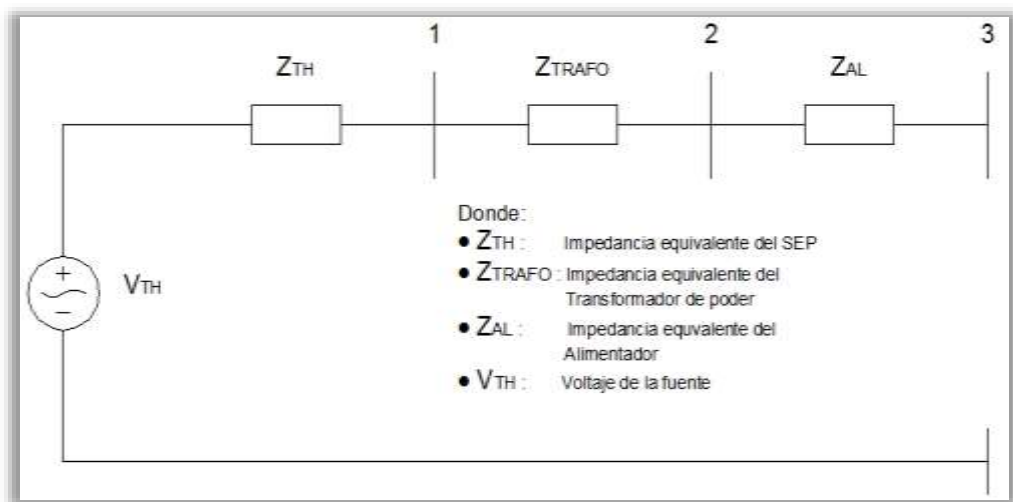 1 2 3
ZTH ZTRAFO ZAL
Donde:
• ZTH : Impedancia equivalente del SEP
• ZTRAFO : Impedancia equivalente del
Transformador de poder
• ZAL : Impedancia equvalente del
Alimentador
• VTH : Voltaje de la fuente
+
VTH
−